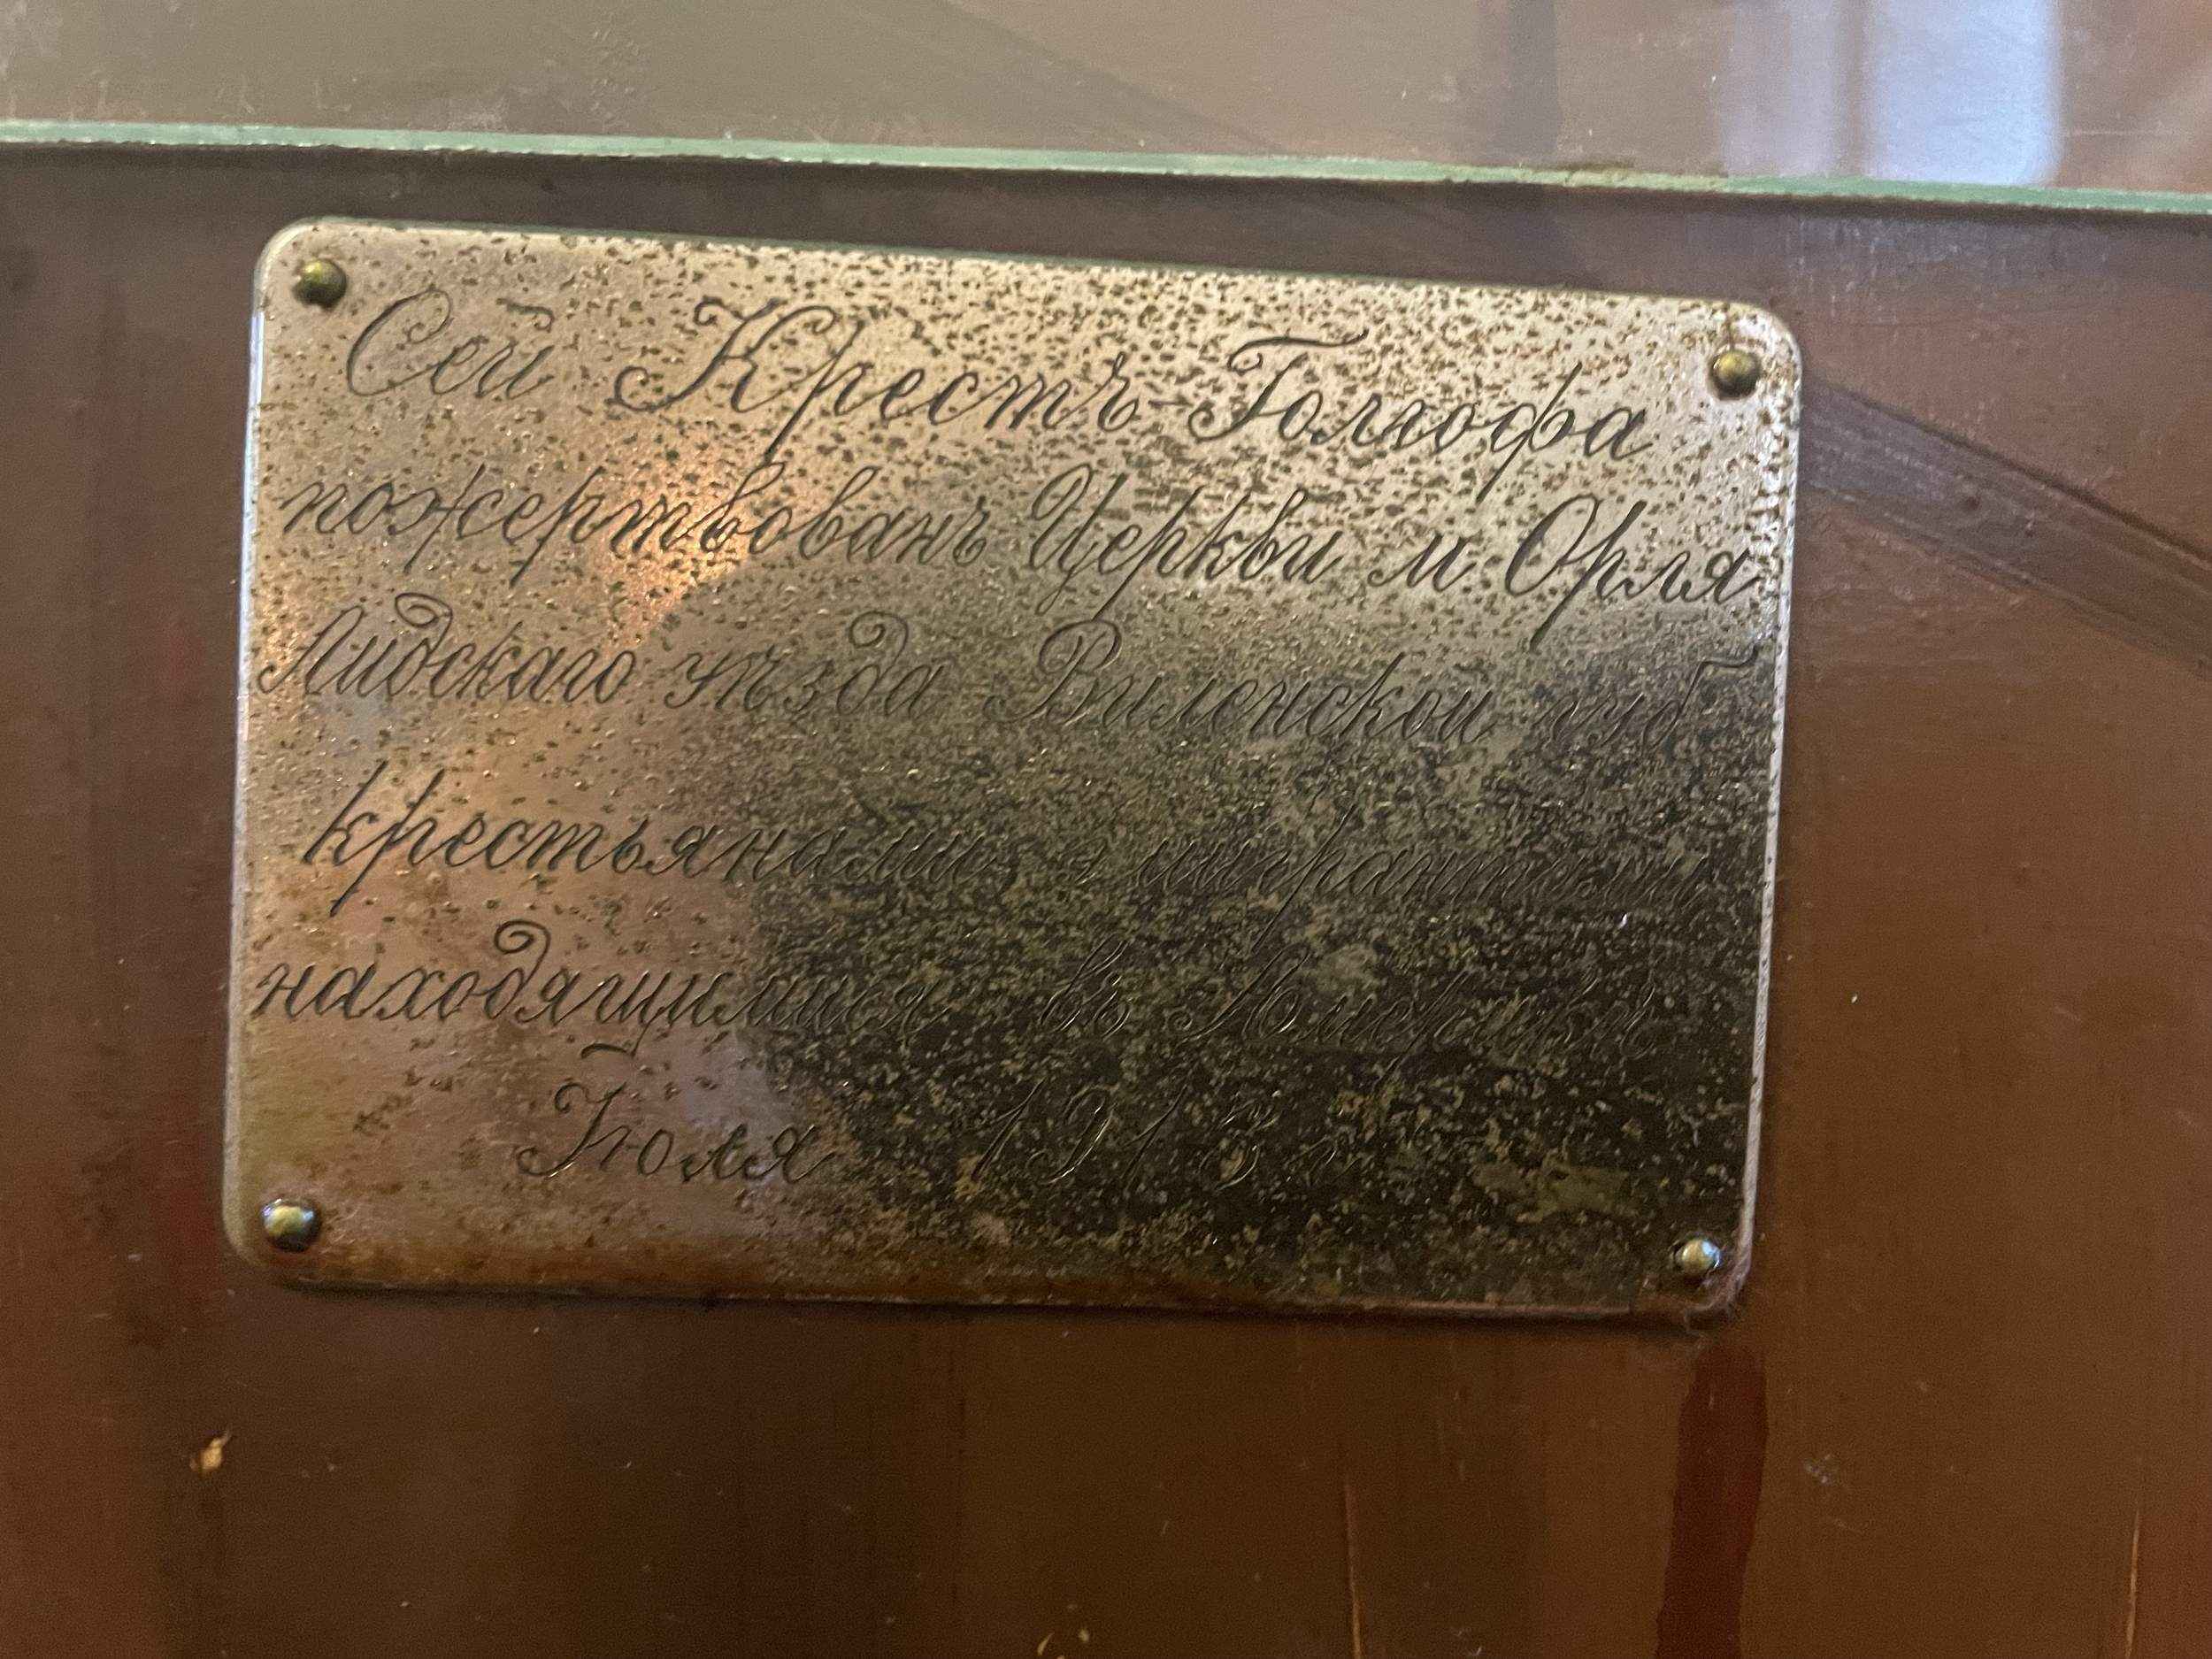 Сей Крестъ-Голгофа
пожертвованъ Церкви м Орля
Лидскаго уѣзда Виленской губ
крестьянами эмигрантами
находящимися въ Америкѣ
Іюля 1913 г